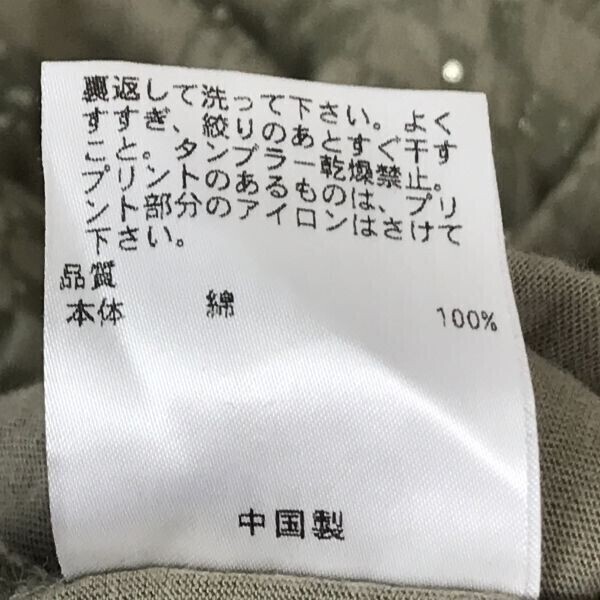 裏返して洗って下さい。よく
すすぎ、絞りのあとすぐ干す
こと。タンブラー乾燥禁止。
プリントのあるものは、プリ
ント部分のアイロンはさけて
下さい。
品質
本体 綿 100%
中国製